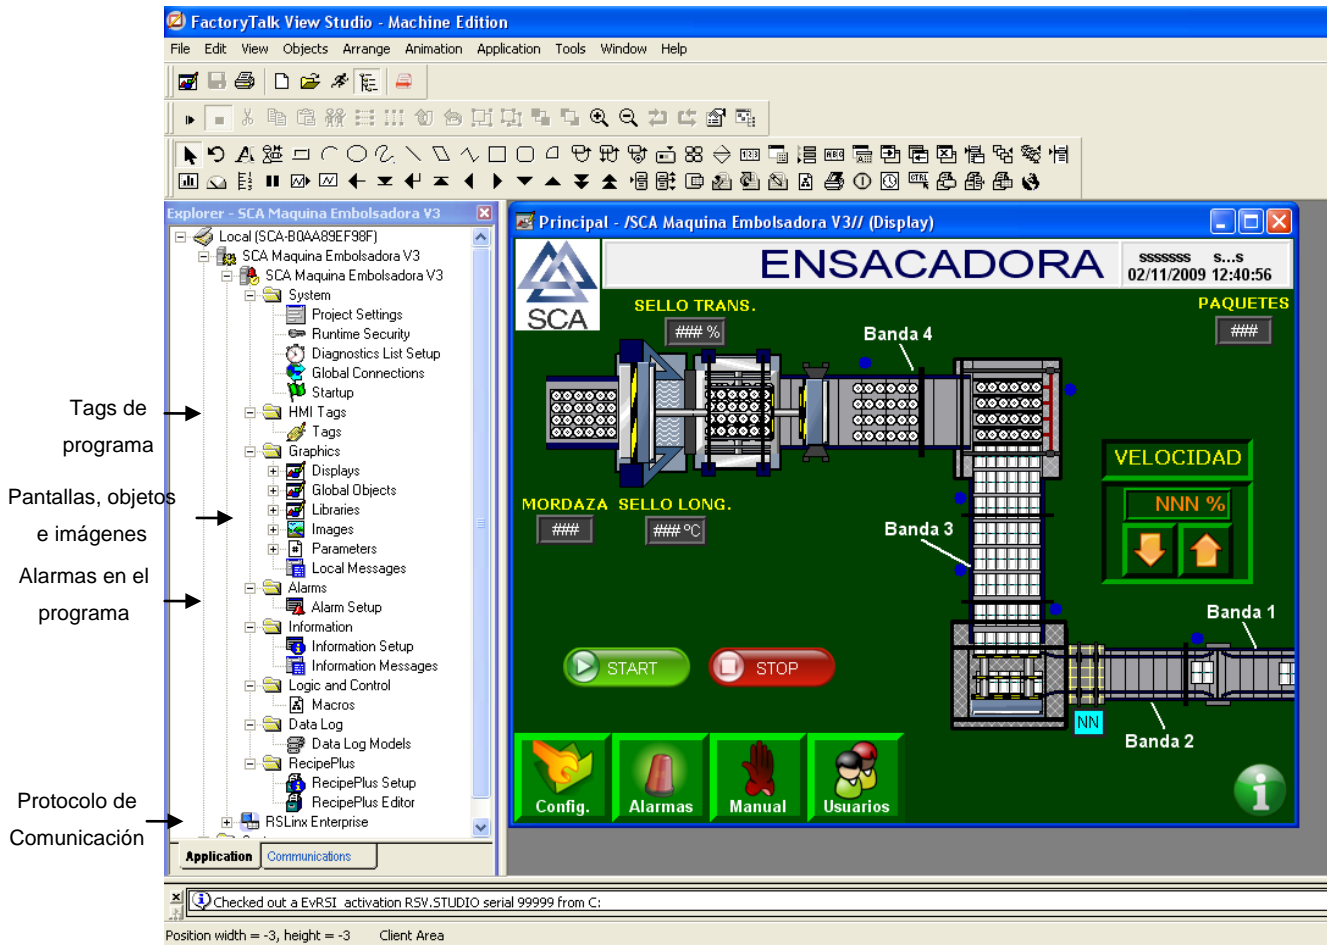 FactoryTalk View Studio - Machine Edition
File Edit View Objects Arrange Animation Application Tools Window Help
Explorer - SCA Maquina Embolsadora V3
Local (SCA-B0AA89EF98F)
SCA Maquina Embolsadora V3
SCA Maquina Embolsadora V3
System
Project Settings
Runtime Security
Diagnostics List Setup
Global Connections
Startup
HMI Tags
Tags
Graphics
Displays
Global Objects
Libraries
Images
Parameters
Local Messages
Alarms
Alarm Setup
Information
Information Setup
Information Messages
Logic and Control
Macros
Data Log
Data Log Models
RecipePlus
RecipePlus Setup
RecipePlus Editor
RSLinx Enterprise
Application Communications
Tags de
programa
Pantallas, objetos
e imágenes
Alarmas en el
programa
Protocolo de
Comunicación
Principal - /SCA Maquina Embolsadora V3// (Display)
SCA
ENSACADORA
sssssss s...s
02/11/2009 12:40:56
SELLO TRANS.
### %
PAQUETES
###
Banda 4
VELOCIDAD
NNN %
MORDAZA SELLO LONG.
### ### ºC
Banda 3
Banda 1
START STOP
NN
Banda 2
Config. Alarmas Manual Usuarios
Checked out a EvRSI activation RSV.STUDIO serial 99999 from C:
Position width = -3, height = -3 Client Area